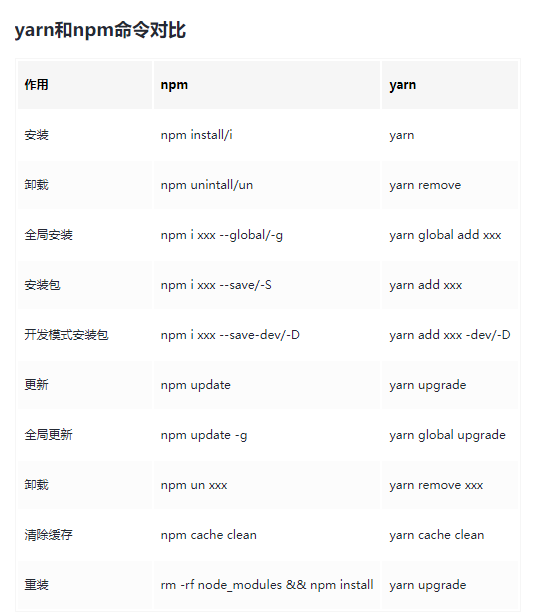 yarn和npm命令对比
作用 npm yarn
安装 npm install/i yarn
卸载 npm unintall/un yarn remove
全局安装 npm i xxx --global/-g yarn global add xxx
安装包 npm i xxx --save/-S yarn add xxx
开发模式安装包 npm i xxx --save-dev/-D yarn add xxx -dev/-D
更新 npm update yarn upgrade
全局更新 npm update -g yarn global upgrade
卸载 npm un xxx yarn remove xxx
清除缓存 npm cache clean yarn cache clean
重装 rm -rf node_modules && npm install yarn upgrade